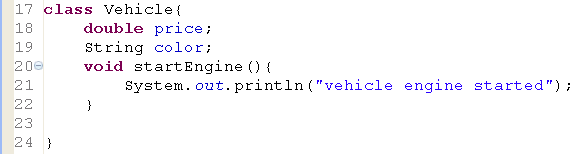 17 class Vehicle{
18     double price;
19     String color;
20     void startEngine(){
21         System.out.println("vehicle engine started");
22     }
23
24 }